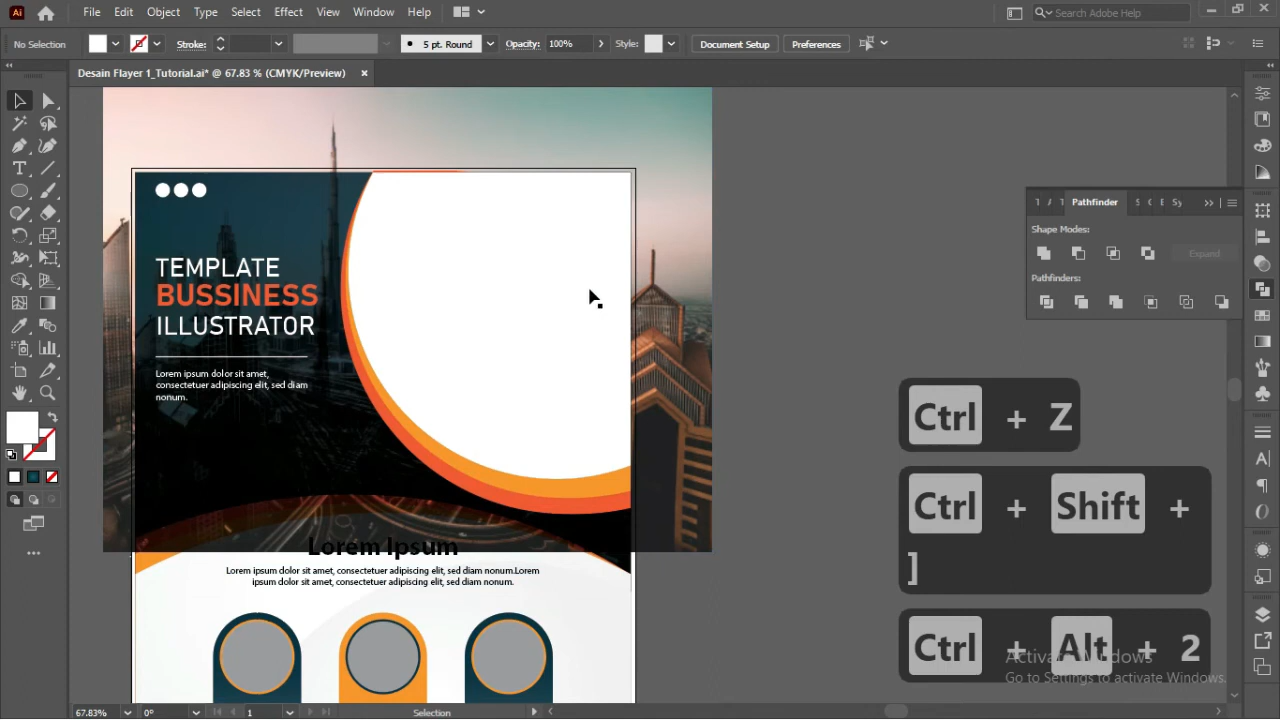 Ai
File Edit Object Type Select Effect View Window Help
Search Adobe Help
No Selection
Stroke:
5 pt. Round
Opacity: 100%
Style:
Document Setup
Preferences
Desain Flayer 1_Tutorial.ai* @ 67.83 % (CMYK/Preview)
Pathfinder
Shape Modes:
Expand
Pathfinders:
TEMPLATE
BUSSINESS
ILLUSTRATOR
Lorem ipsum dolor sit amet,
consectetuer adipiscing elit, sed diam
nonum.
Lorem Ipsum
Lorem ipsum dolor sit amet, consectetuer adipiscing elit, sed diam nonum.Lorem
ipsum dolor sit amet, consectetuer adipiscing elit, sed diam nonum.
Ctrl + Z
Ctrl + Shift +
]
Ctrl + Alt + 2
Activate Windows
Go to Settings to activate Windows.
67.83% 0° 1 Selection